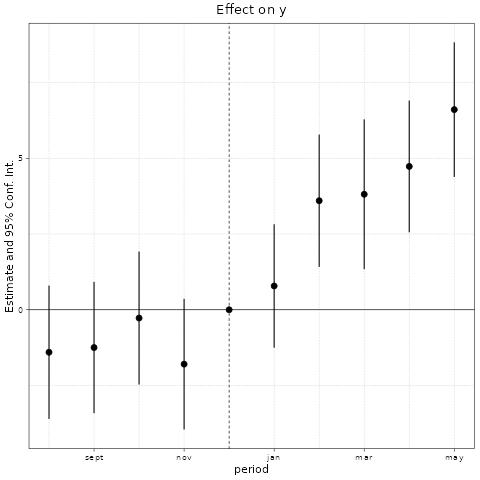 Effect on y
Estimate and 95% Conf. Int.
5
0
sept nov jan mar may
period